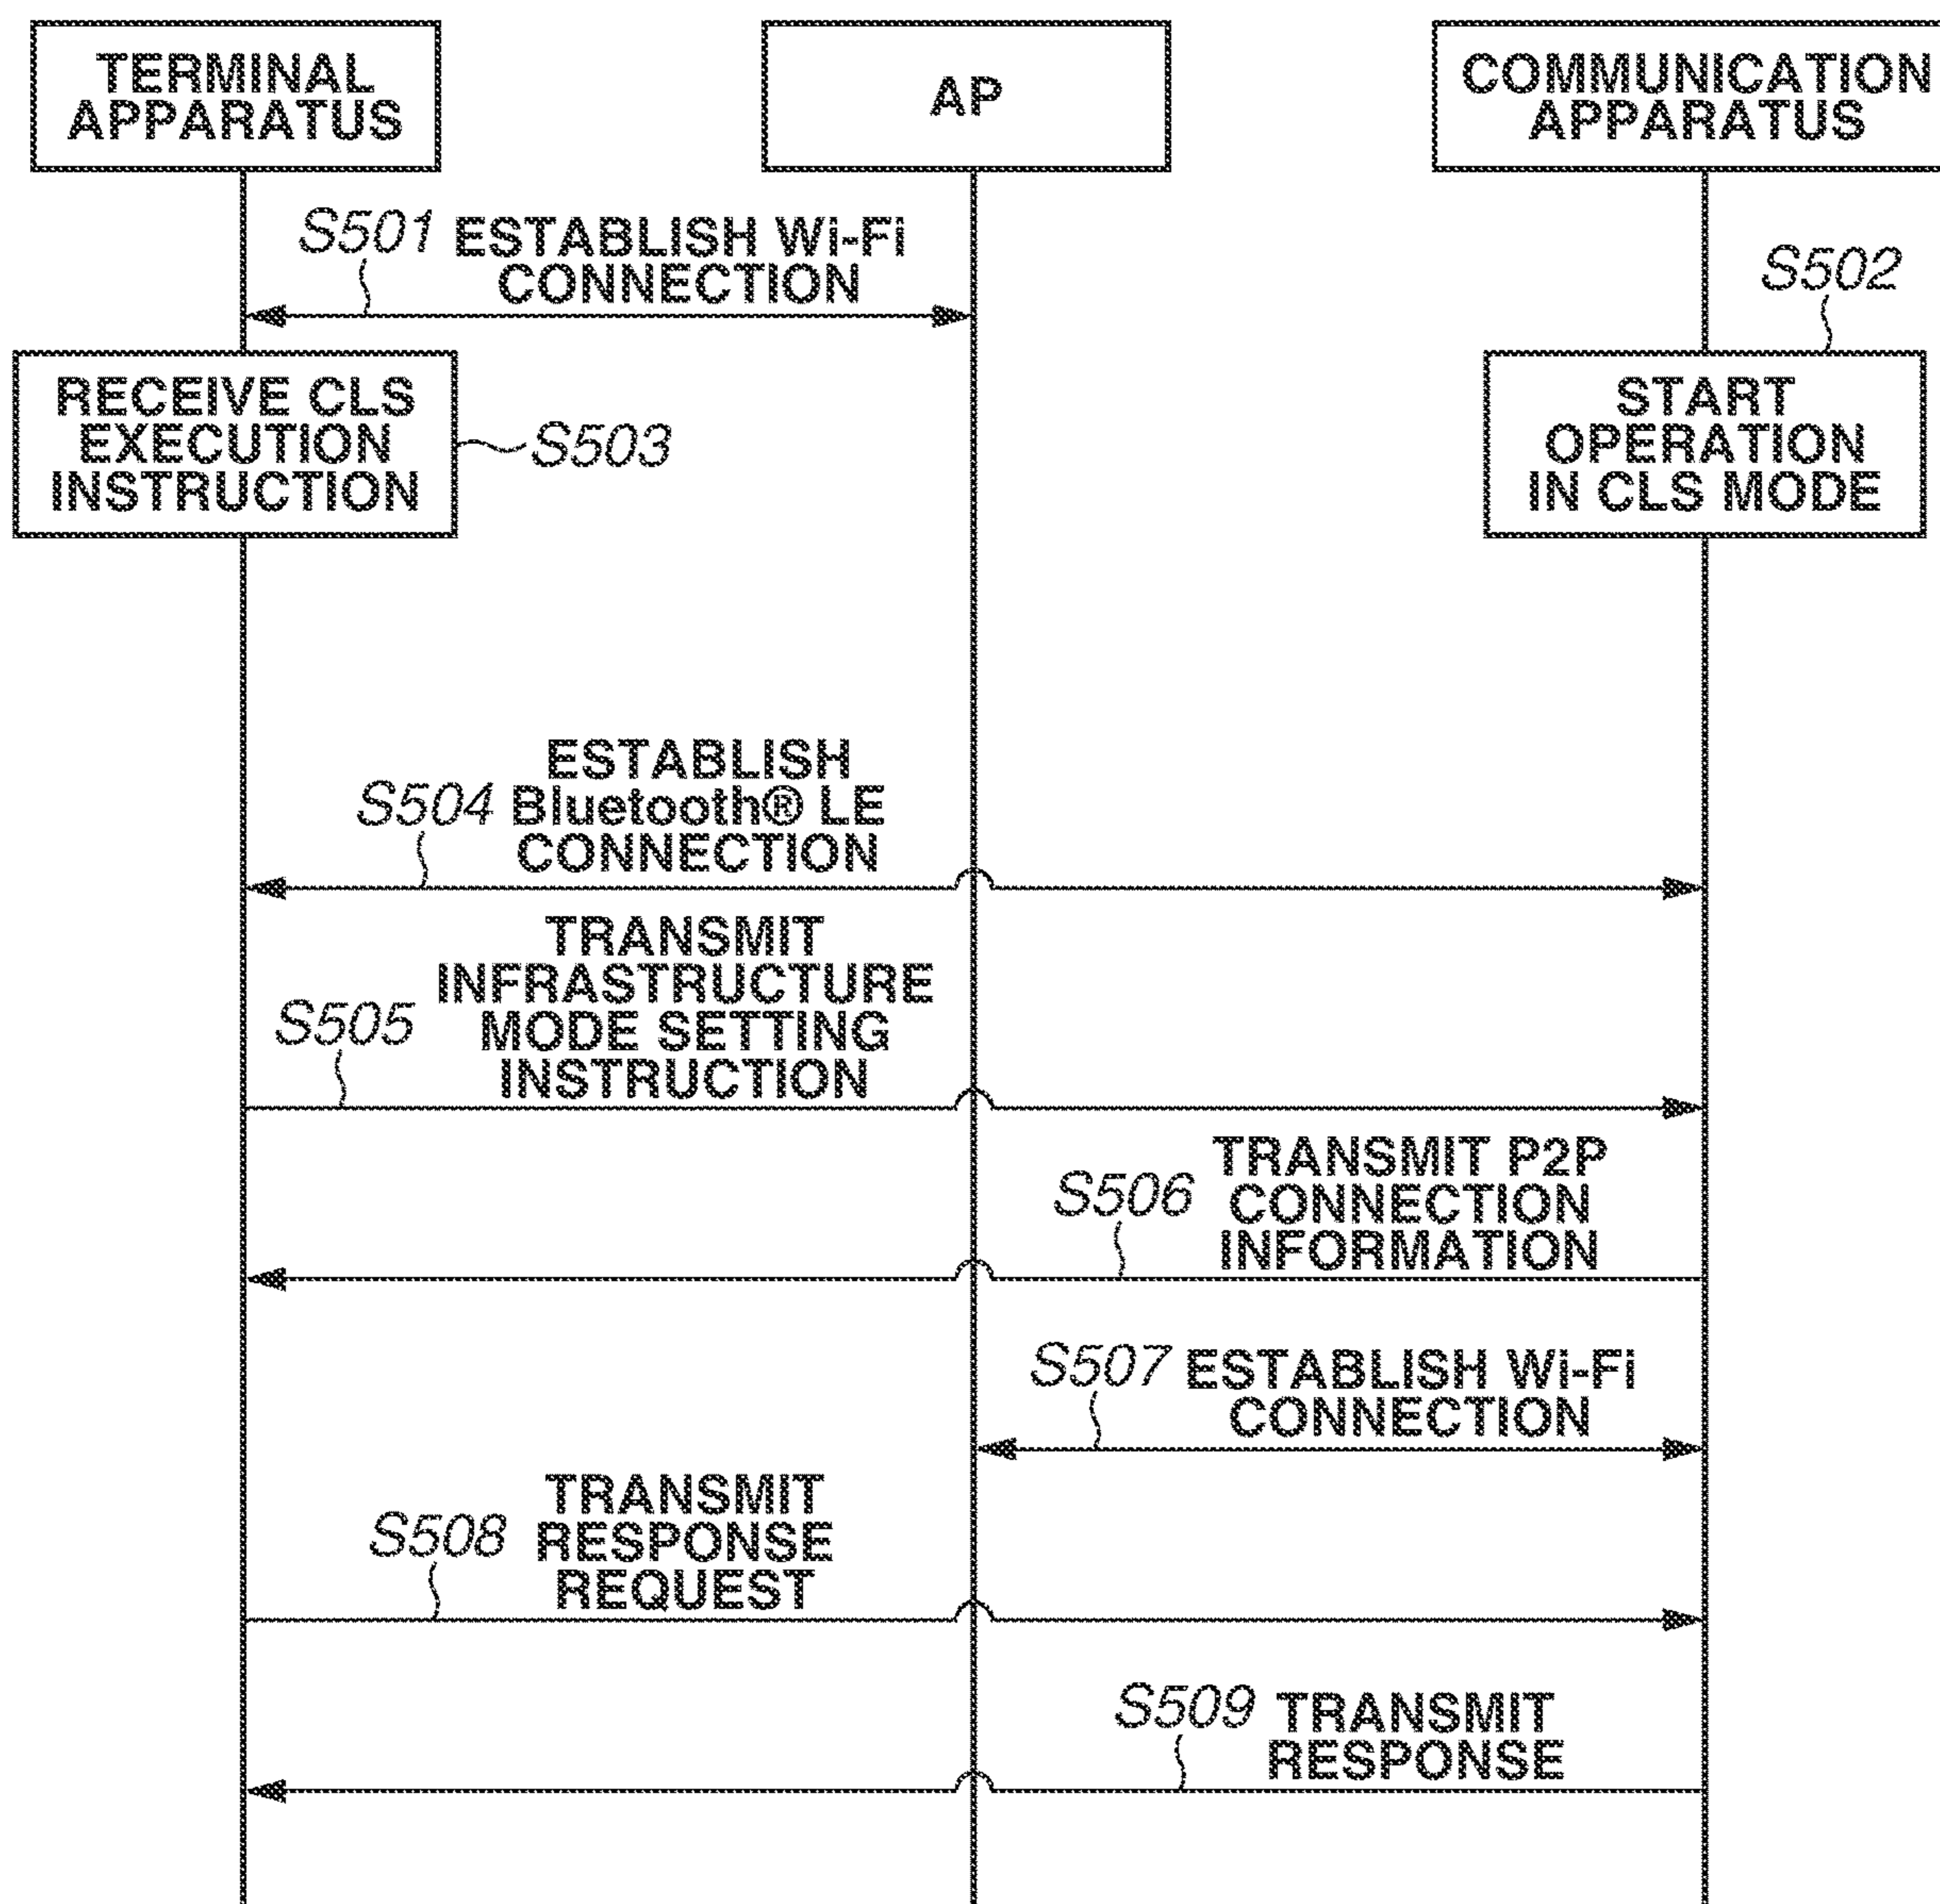 TERMINAL
APPARATUS
AP
COMMUNICATION
APPARATUS
S501
ESTABLISH Wi-Fi
CONNECTION
S502
RECEIVE CLS
EXECUTION
INSTRUCTION
S503
START
OPERATION
IN CLS MODE
S504
ESTABLISH
Bluetooth® LE
CONNECTION
S505
TRANSMIT
INFRASTRUCTURE
MODE SETTING
INSTRUCTION
S506
TRANSMIT P2P
CONNECTION
INFORMATION
S507
ESTABLISH Wi-Fi
CONNECTION
S508
TRANSMIT
RESPONSE
REQUEST
S509
TRANSMIT
RESPONSE